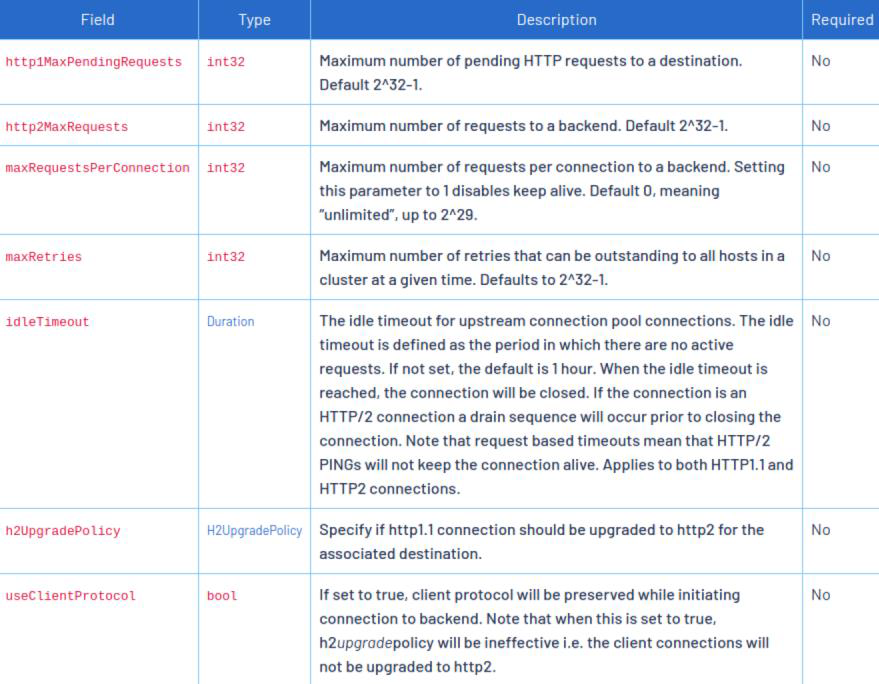 Field Type Description Required
http1MaxPendingRequests int32 Maximum number of pending HTTP requests to a destination. No
Default 2^32-1.
http2MaxRequests int32 Maximum number of requests to a backend. Default 2^32-1. No
maxRequestsPerConnection int32 Maximum number of requests per connection to a backend. Setting No
this parameter to 1 disables keep alive. Default 0, meaning
“unlimited”, up to 2^29.
maxRetries int32 Maximum number of retries that can be outstanding to all hosts in a No
cluster at a given time. Defaults to 2^32-1.
idleTimeout Duration The idle timeout for upstream connection pool connections. The idle No
timeout is defined as the period in which there are no active
requests. If not set, the default is 1 hour. When the idle timeout is
reached, the connection will be closed. If the connection is an
HTTP/2 connection a drain sequence will occur prior to closing the
connection. Note that request based timeouts mean that HTTP/2
PINGs will not keep the connection alive. Applies to both HTTP1.1 and
HTTP2 connections.
h2UpgradePolicy H2UpgradePolicy Specify if http1.1 connection should be upgraded to http2 for the No
associated destination.
useClientProtocol bool If set to true, client protocol will be preserved while initiating No
connection to backend. Note that when this is set to true,
h2upgradepolicy will be ineffective i.e. the client connections will
not be upgraded to http2.